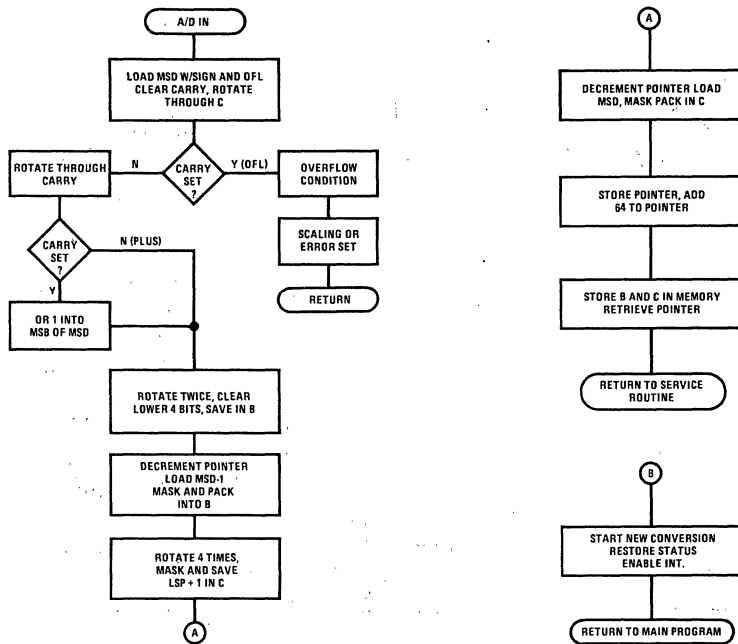 A/D IN
LOAD MSD W/SIGN AND OFL
CLEAR CARRY, ROTATE
THROUGH C
CARRY
SET
?
N
Y (OFL)
ROTATE THROUGH
CARRY
OVERFLOW
CONDITION
CARRY
SET
?
N (PLUS)
Y
SCALING OR
ERROR SET
RETURN
OR 1 INTO
MSB OF MSD
ROTATE TWICE, CLEAR
LOWER 4 BITS, SAVE IN B
DECREMENT POINTER
LOAD MSD-1
MASK AND PACK
INTO B
ROTATE 4 TIMES,
MASK AND SAVE
LSP + 1 IN C
A
A
DECREMENT POINTER LOAD
MSD, MASK PACK IN C
STORE POINTER, ADD
64 TO POINTER
STORE B AND C IN MEMORY
RETRIEVE POINTER
RETURN TO SERVICE
ROUTINE
B
START NEW CONVERSION
RESTORE STATUS
ENABLE INT.
RETURN TO MAIN PROGRAM